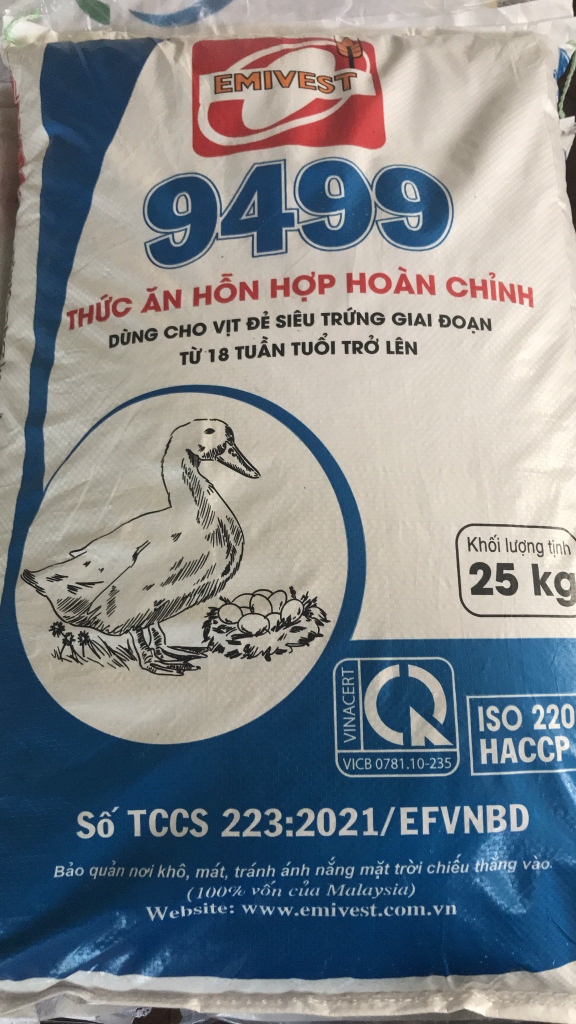 EMIVEST
9499
THỨC ĂN HỖN HỢP HOÀN CHỈNH
DÙNG CHO VỊT ĐẺ SIÊU TRỨNG GIAI ĐOẠN
TỪ 18 TUẦN TUỔI TRỞ LÊN
Khối lượng tịnh
25 kg
VINACERT
VICB 0781.10-235
ISO 220
HACCP
Số TCCS 223:2021/EFVNBD
Bảo quản nơi khô, mát, tránh ánh nắng mặt trời chiếu thẳng vào.
(100% vốn của Malaysia)
Website: www.emivest.com.vn